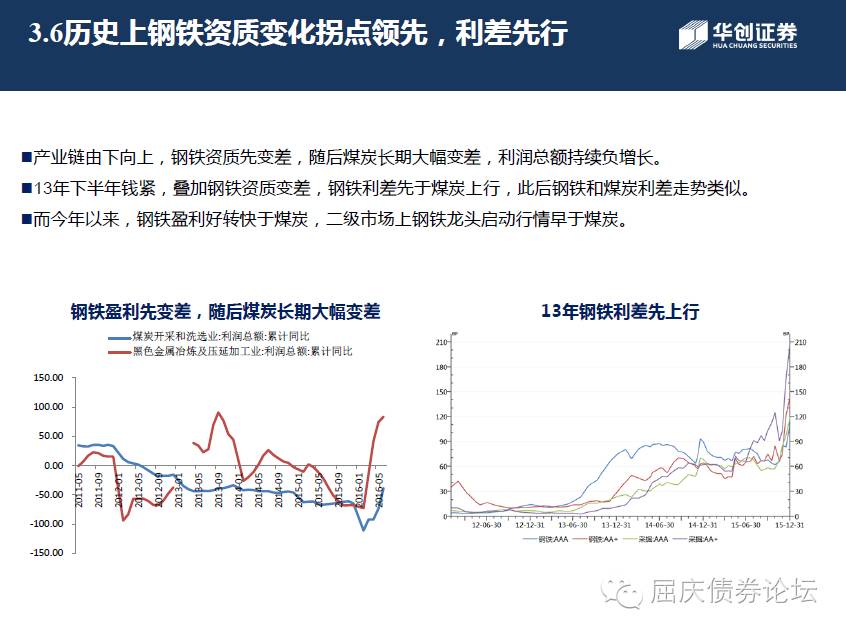 3.6历史上钢铁资质变化拐点领先，利差先行
华创证券
HUA CHUANG SECURITIES
■产业链由下向上，钢铁资质先变差，随后煤炭长期大幅变差，利润总额持续负增长。
■13年下半年钱紧，叠加钢铁资质变差，钢铁利差先于煤炭上行，此后钢铁和煤炭利差走势类似。
■而今年以来，钢铁盈利好转快于煤炭，二级市场上钢铁龙头启动行情早于煤炭。
钢铁盈利先变差，随后煤炭长期大幅变差
煤炭开采和洗选业:利润总额:累计同比
黑色金属冶炼及压延加工业:利润总额:累计同比
150.00
100.00
50.00
0.00
-50.00
-100.00
-150.00
2011-05 2011-09 2012-01 2012-05 2012-09 2013-01 2013-05 2013-09 2014-01 2014-05 2014-09 2015-01 2015-05 2015-09 2016-01 2016-05
13年钢铁利差先上行
BP BP
210 210
180 180
150 150
120 120
90 90
60 60
30 30
0 0
12-06-30 12-12-31 13-06-30 13-12-31 14-06-30 14-12-31 15-06-30 15-12-31
钢铁:AAA 钢铁:AA+ 采掘:AAA 采掘:AA+
屈庆债券论坛